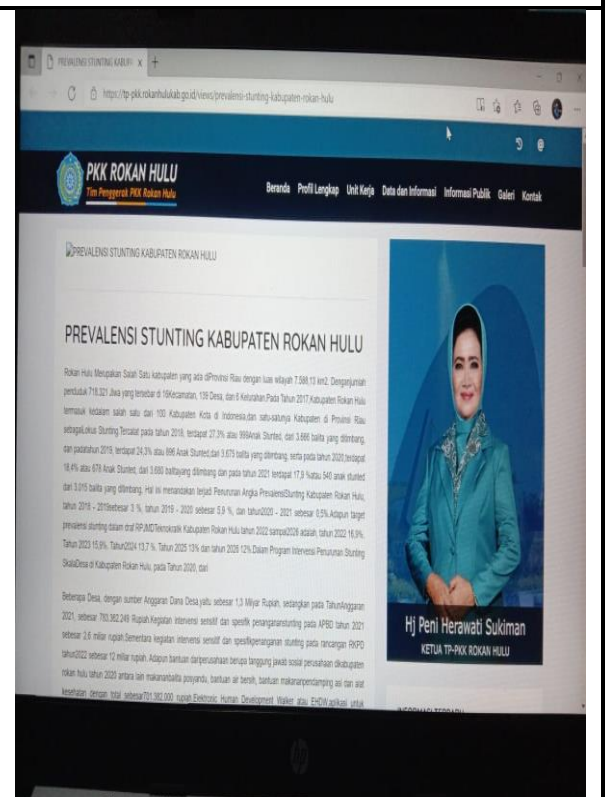 PREVALENSI STUNTING KABUPA
https://tp-pkk.rokanhulukab.go.id/views/prevalensi-stunting-kabupaten-rokan-hulu
PKK ROKAN HULU
Tim Penggerak PKK Rokan Hulu
Beranda Profil Lengkap Unit Kerja Data dan Informasi Informasi Publik Galeri Kontak
PREVALENSI STUNTING KABUPATEN ROKAN HULU
PREVALENSI STUNTING KABUPATEN ROKAN HULU
Rokan Hulu Merupakan Salah Satu kabupaten yang ada diProvinsi Riau dengan luas wilayah 7.588,13 km2. Denganjumlah
penduduk 718.321 Jiwa yang tersebar di 16Kecamatan, 139 Desa, dan 6 Kelurahan.Pada Tahun 2017,Kabupaten Rokan Hulu
termasuk kedalam salah satu dari 100 Kabupaten Kota di Indonesia,dan satu-satunya Kabupaten di Provinsi Riau
sebagaiLokus Stunting.Tercatat pada tahun 2018, terdapat 27,3% atau 999Anak Stunted, dari 3.666 balita yang ditimbang,
dan padatahun 2019, terdapat 24,3% atau 896 Anak Stunted,dari 3.675 balita yang ditimbang, serta pada tahun 2020,terdapat
18,4% atau 678 Anak Stunted, dari 3.680 balitayang ditimbang dan pada tahun 2021 terdapat 17,9 %atau 540 anak stunted
dari 3.015 balita yang ditimbang. Hal ini menandakan terjadi Penurunan Angka PrevalensiStunting Kabupaten Rokan Hulu,
tahun 2018 - 2019sebesar 3 %, tahun 2019 - 2020 sebesar 5,9 %, dan tahun2020 - 2021 sebesar 0,5%.Adapun target
prevalensi stunting dalam draf RPJMDTeknokralik Kabupaten Rokan Hulu tahun 2022 sampai2026 adalah, tahun 2022 16,9%,
Tahun 2023 15,9%, Tahun2024 13,7 %, Tahun 2025 13% dan tahun 2026 12%.Dalam Program Intervensi Penurunan Stunting
SkalaDesa di Kabupaten Rokan Hulu, pada Tahun 2020, dari
Beberapa Desa, dengan sumber Anggaran Dana Desa,yaitu sebesar 1,3 Milyar Rupiah, sedangkan pada TahunAnggaran
2021, sebesar 760.362.249 Rupiah.Kegiatan intervensi sensitif dan spesifik penangananstunting pada APBD tahun 2021
sebesar 2,6 miliar rupiah.Sementara kegiatan intervensi sensitif dan spesifikpenanganan stunting pada rancangan RKPD
tahun2022 sebesar 12 miliar rupiah. Adapun bantuan dariperusahaan berupa tanggung jawab sosial perusahaan dikabupaten
rokan hulu tahun 2020 antara lain makananbalita posyandu, bantuan air bersih, bantuan makananpendamping asi dan alat
kesehatan dengan total sebesar701.382.000 rupiah.Elektronic Human Development Walker atau EHDW,aplikasi untuk
Hj Peni Herawati Sukiman
KETUA TP-PKK ROKAN HULU
INFORMASI TERBARU
hp